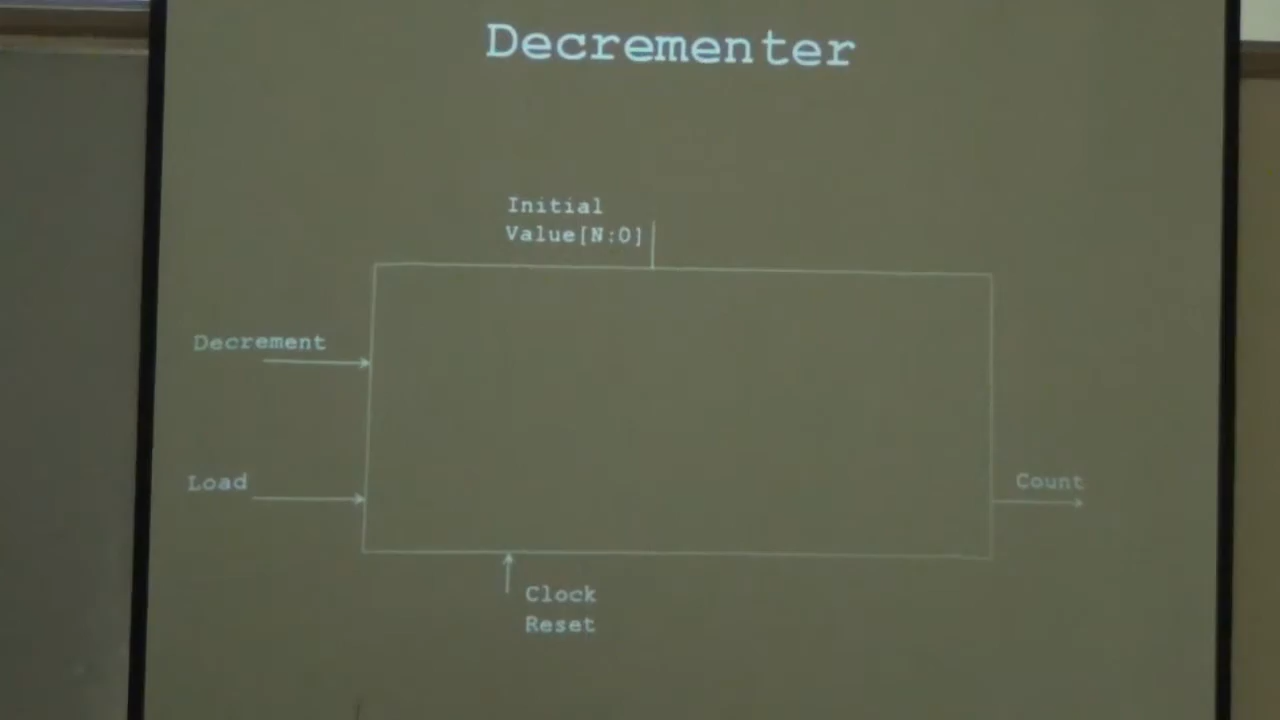 Decrementer
Initial
Value[N:0]
Decrement
Load
Count
Clock
Reset